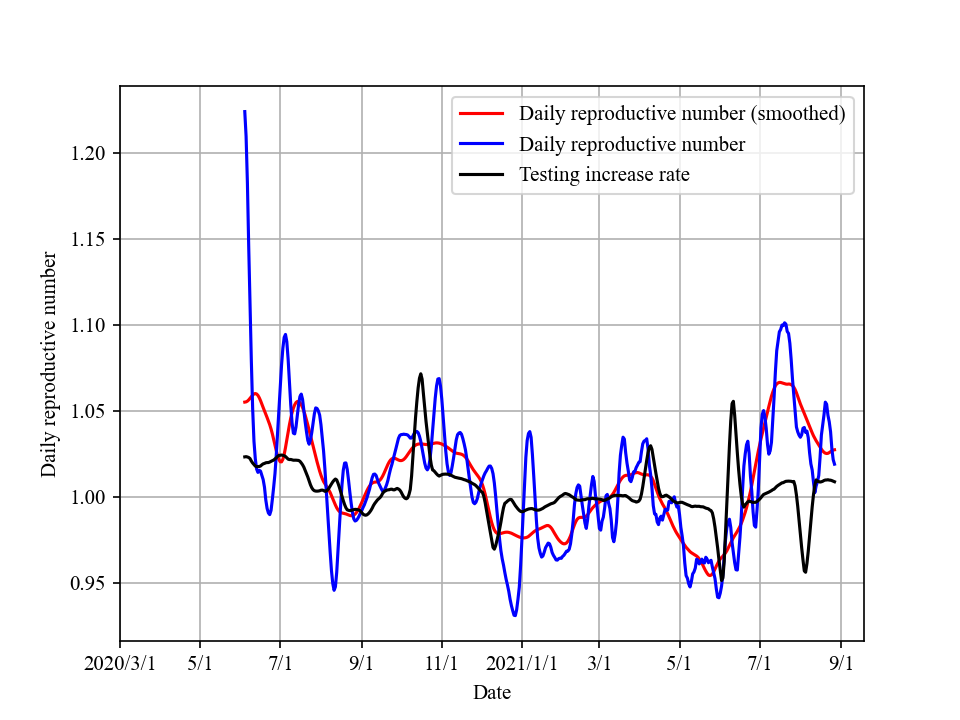 Daily reproductive number (smoothed)
Daily reproductive number
Testing increase rate
Daily reproductive number
1.20
1.15
1.10
1.05
1.00
0.95
2020/3/1 5/1 7/1 9/1 11/1 2021/1/1 3/1 5/1 7/1 9/1
Date